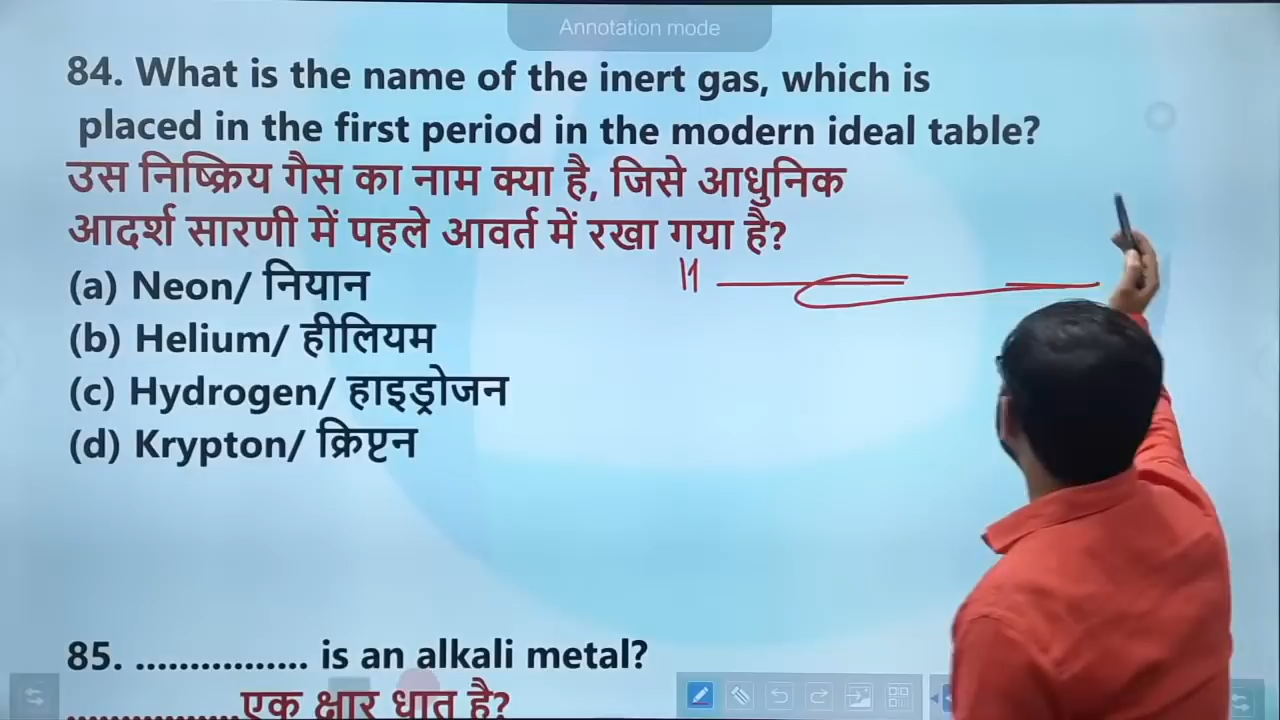 Annotation mode
84. What is the name of the inert gas, which is
placed in the first period in the modern ideal table?
उस निष्क्रिय गैस का नाम क्या है, जिसे आधुनिक
आदर्श सारणी में पहले आवर्त में रखा गया है?
(a) Neon/ नियान
(b) Helium/ हीलियम
(c) Hydrogen/ हाइड्रोजन
(d) Krypton/ क्रिप्टन
85. ................ is an alkali metal?
................एक क्षार धातु है?